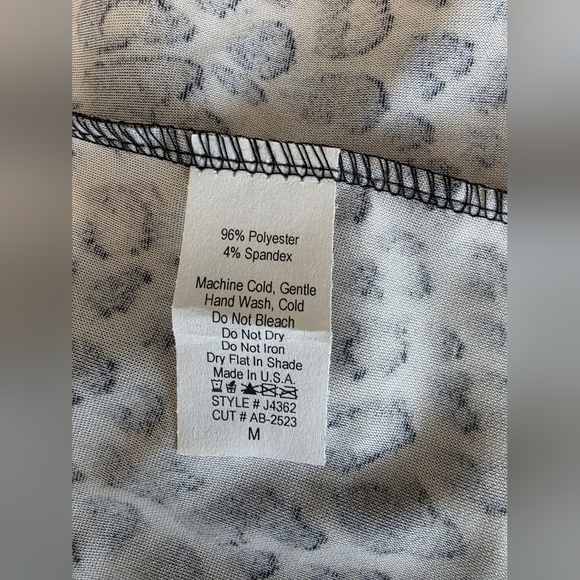 96% Polyester
4% Spandex
Machine Cold, Gentle
Hand Wash, Cold
Do Not Bleach
Do Not Dry
Do Not Iron
Dry Flat In Shade
Made In U.S.A.
STYLE # J4362
CUT # AB-2523
M